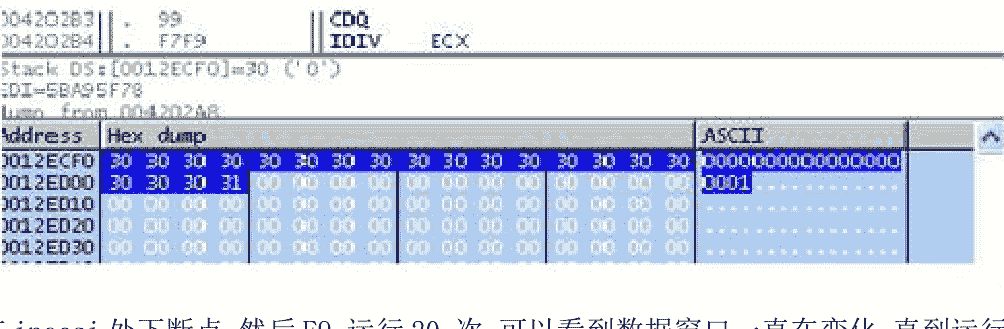 004202B3 . 99 CDQ
004202B4 . F7F9 IDIV ECX
Stack DS:[0012ECF0]=30 ('0')
EDI=5BA95F78
Jump from 004202A8
Address Hex dump ASCII
0012ECF0 30 30 30 30 30 30 30 30 30 30 30 30 30 30 30 30 0000000000000000
0012ED00 30 30 30 31 00 00 00 00 00 00 00 00 00 00 00 00 0001............
0012ED10 00 00 00 00 00 00 00 00 00 00 00 00 00 00 00 00 ................
0012ED20 00 00 00 00 00 00 00 00 00 00 00 00 00 00 00 00 ................
0012ED30 00 00 00 00 00 00 00 00 00 00 00 00 00 00 00 00 ................
处下断点,然后 F9 运行 20 次,可以看到数据窗口一直在变化,直到运行